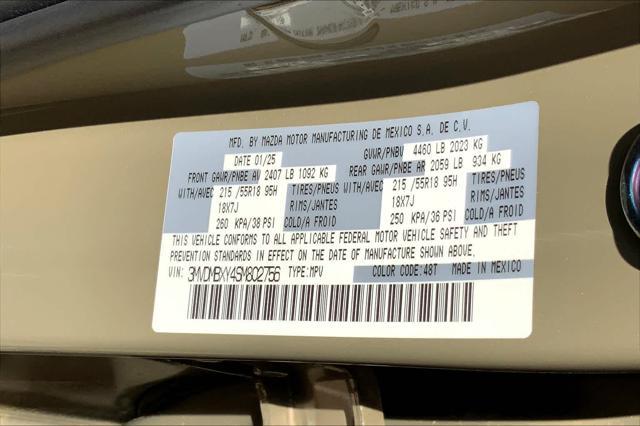 MFD. BY MAZDA MOTOR MANUFACTURING DE MEXICO S.A. DE C.V.
DATE 01/25 GVWR/PNBV 4460 LB 2023 KG
FRONT GAWR/PNBE AV 2407 LB 1092 KG REAR GAWR/PNBE AR 2059 LB 934 KG
WITH/AVEC 215 /55R18 95H TIRES/PNEUS WITH/AVEC 215 /55R18 95H TIRES/PNEUS
18X7J RIMS/JANTES 18X7J RIMS/JANTES
260 KPA/38 PSI COLD/A FROID 250 KPA/36 PSI COLD/A FROID
THIS VEHICLE CONFORMS TO ALL APPLICABLE FEDERAL MOTOR VEHICLE SAFETY AND THEFT
PREVENTION STANDARDS IN EFFECT ON THE DATE OF MANUFACTURE SHOWN ABOVE.
VIN: 3MVDMBXY4SM802756 TYPE:MPV COLOR CODE:48T MADE IN MEXICO